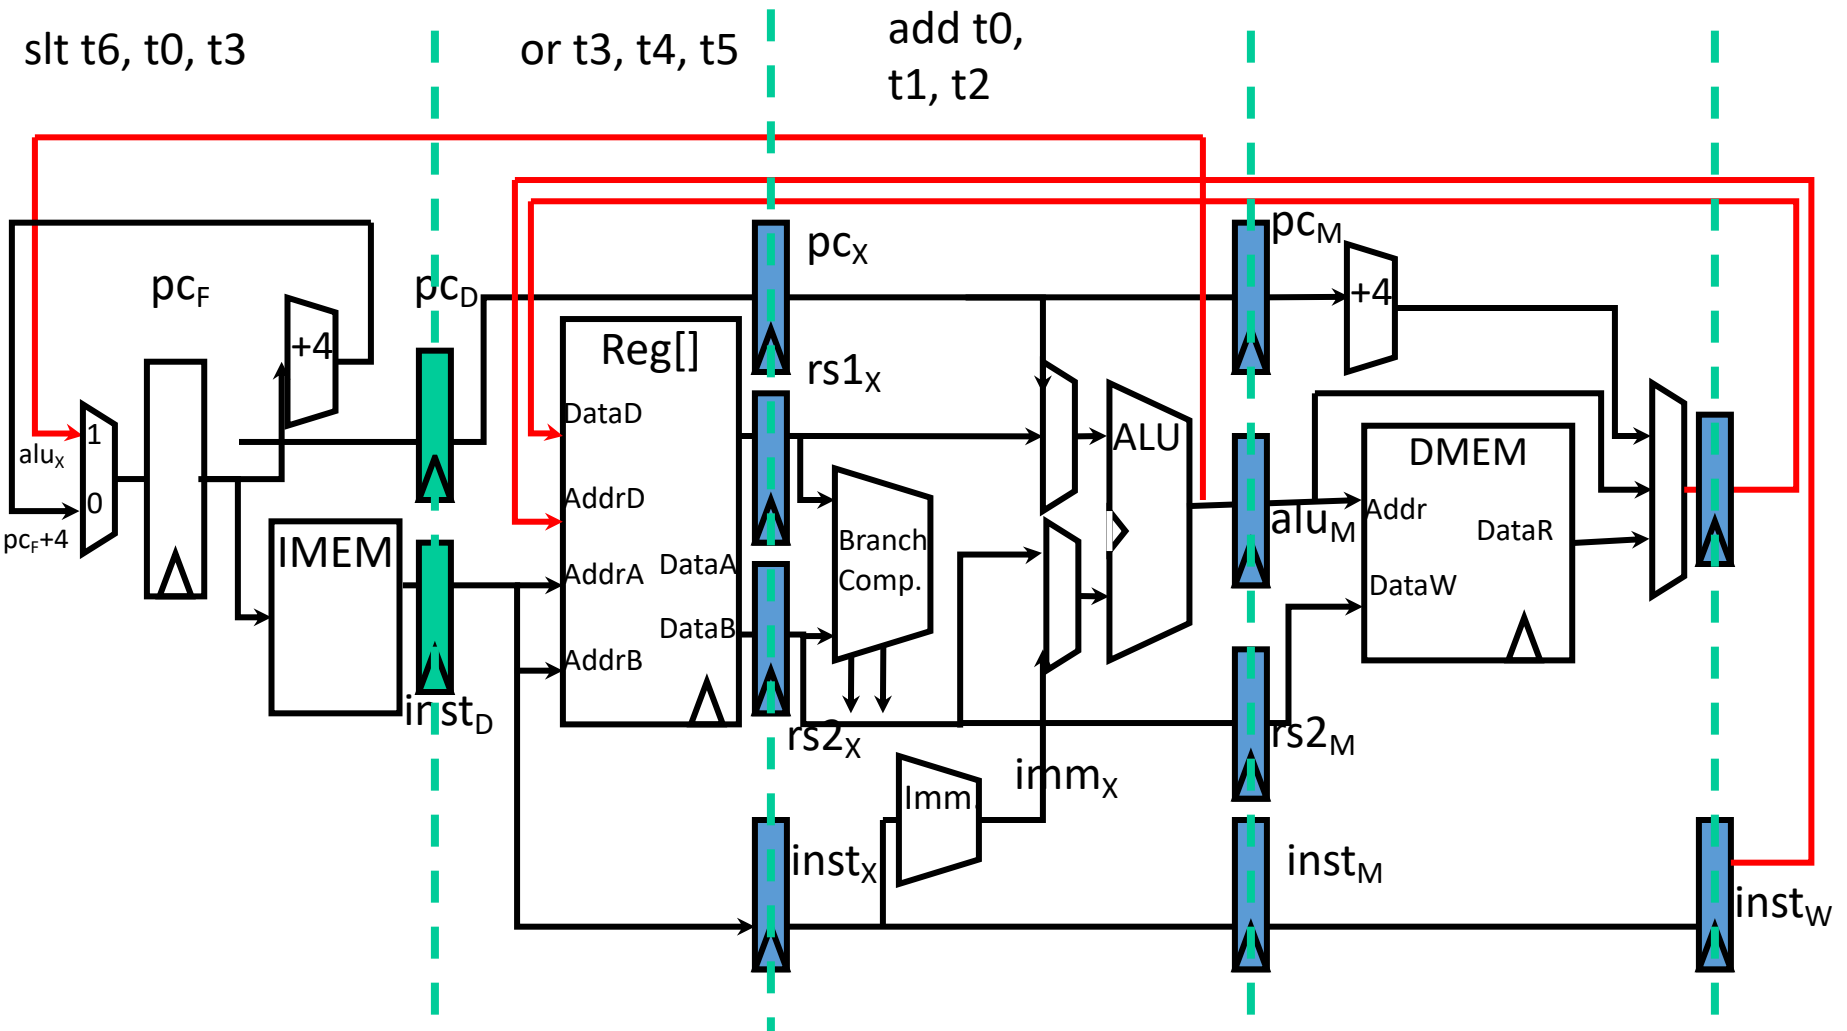 slt t6, t0, t3
or t3, t4, t5
add t0,
t1, t2
pcF
+4
pcD
pcX
pcM
+4
Reg[]
rs1X
DataD
1
aluX
ALU
DMEM
AddrD
0
pcF+4
aluM
Addr
DataR
IMEM
AddrA
DataA
Branch
Comp.
DataW
DataB
AddrB
instD
rs2X
rs2M
immX
Imm.
instX
instM
instW